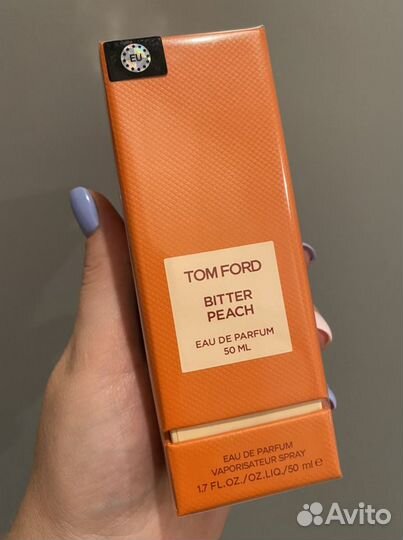 EU
TOM FORD
BITTER
PEACH
EAU DE PARFUM
50 ML
EAU DE PARFUM
VAPORISATEUR SPRAY
1.7 FL.OZ./OZ.LIQ./50 ml ℮
Avito